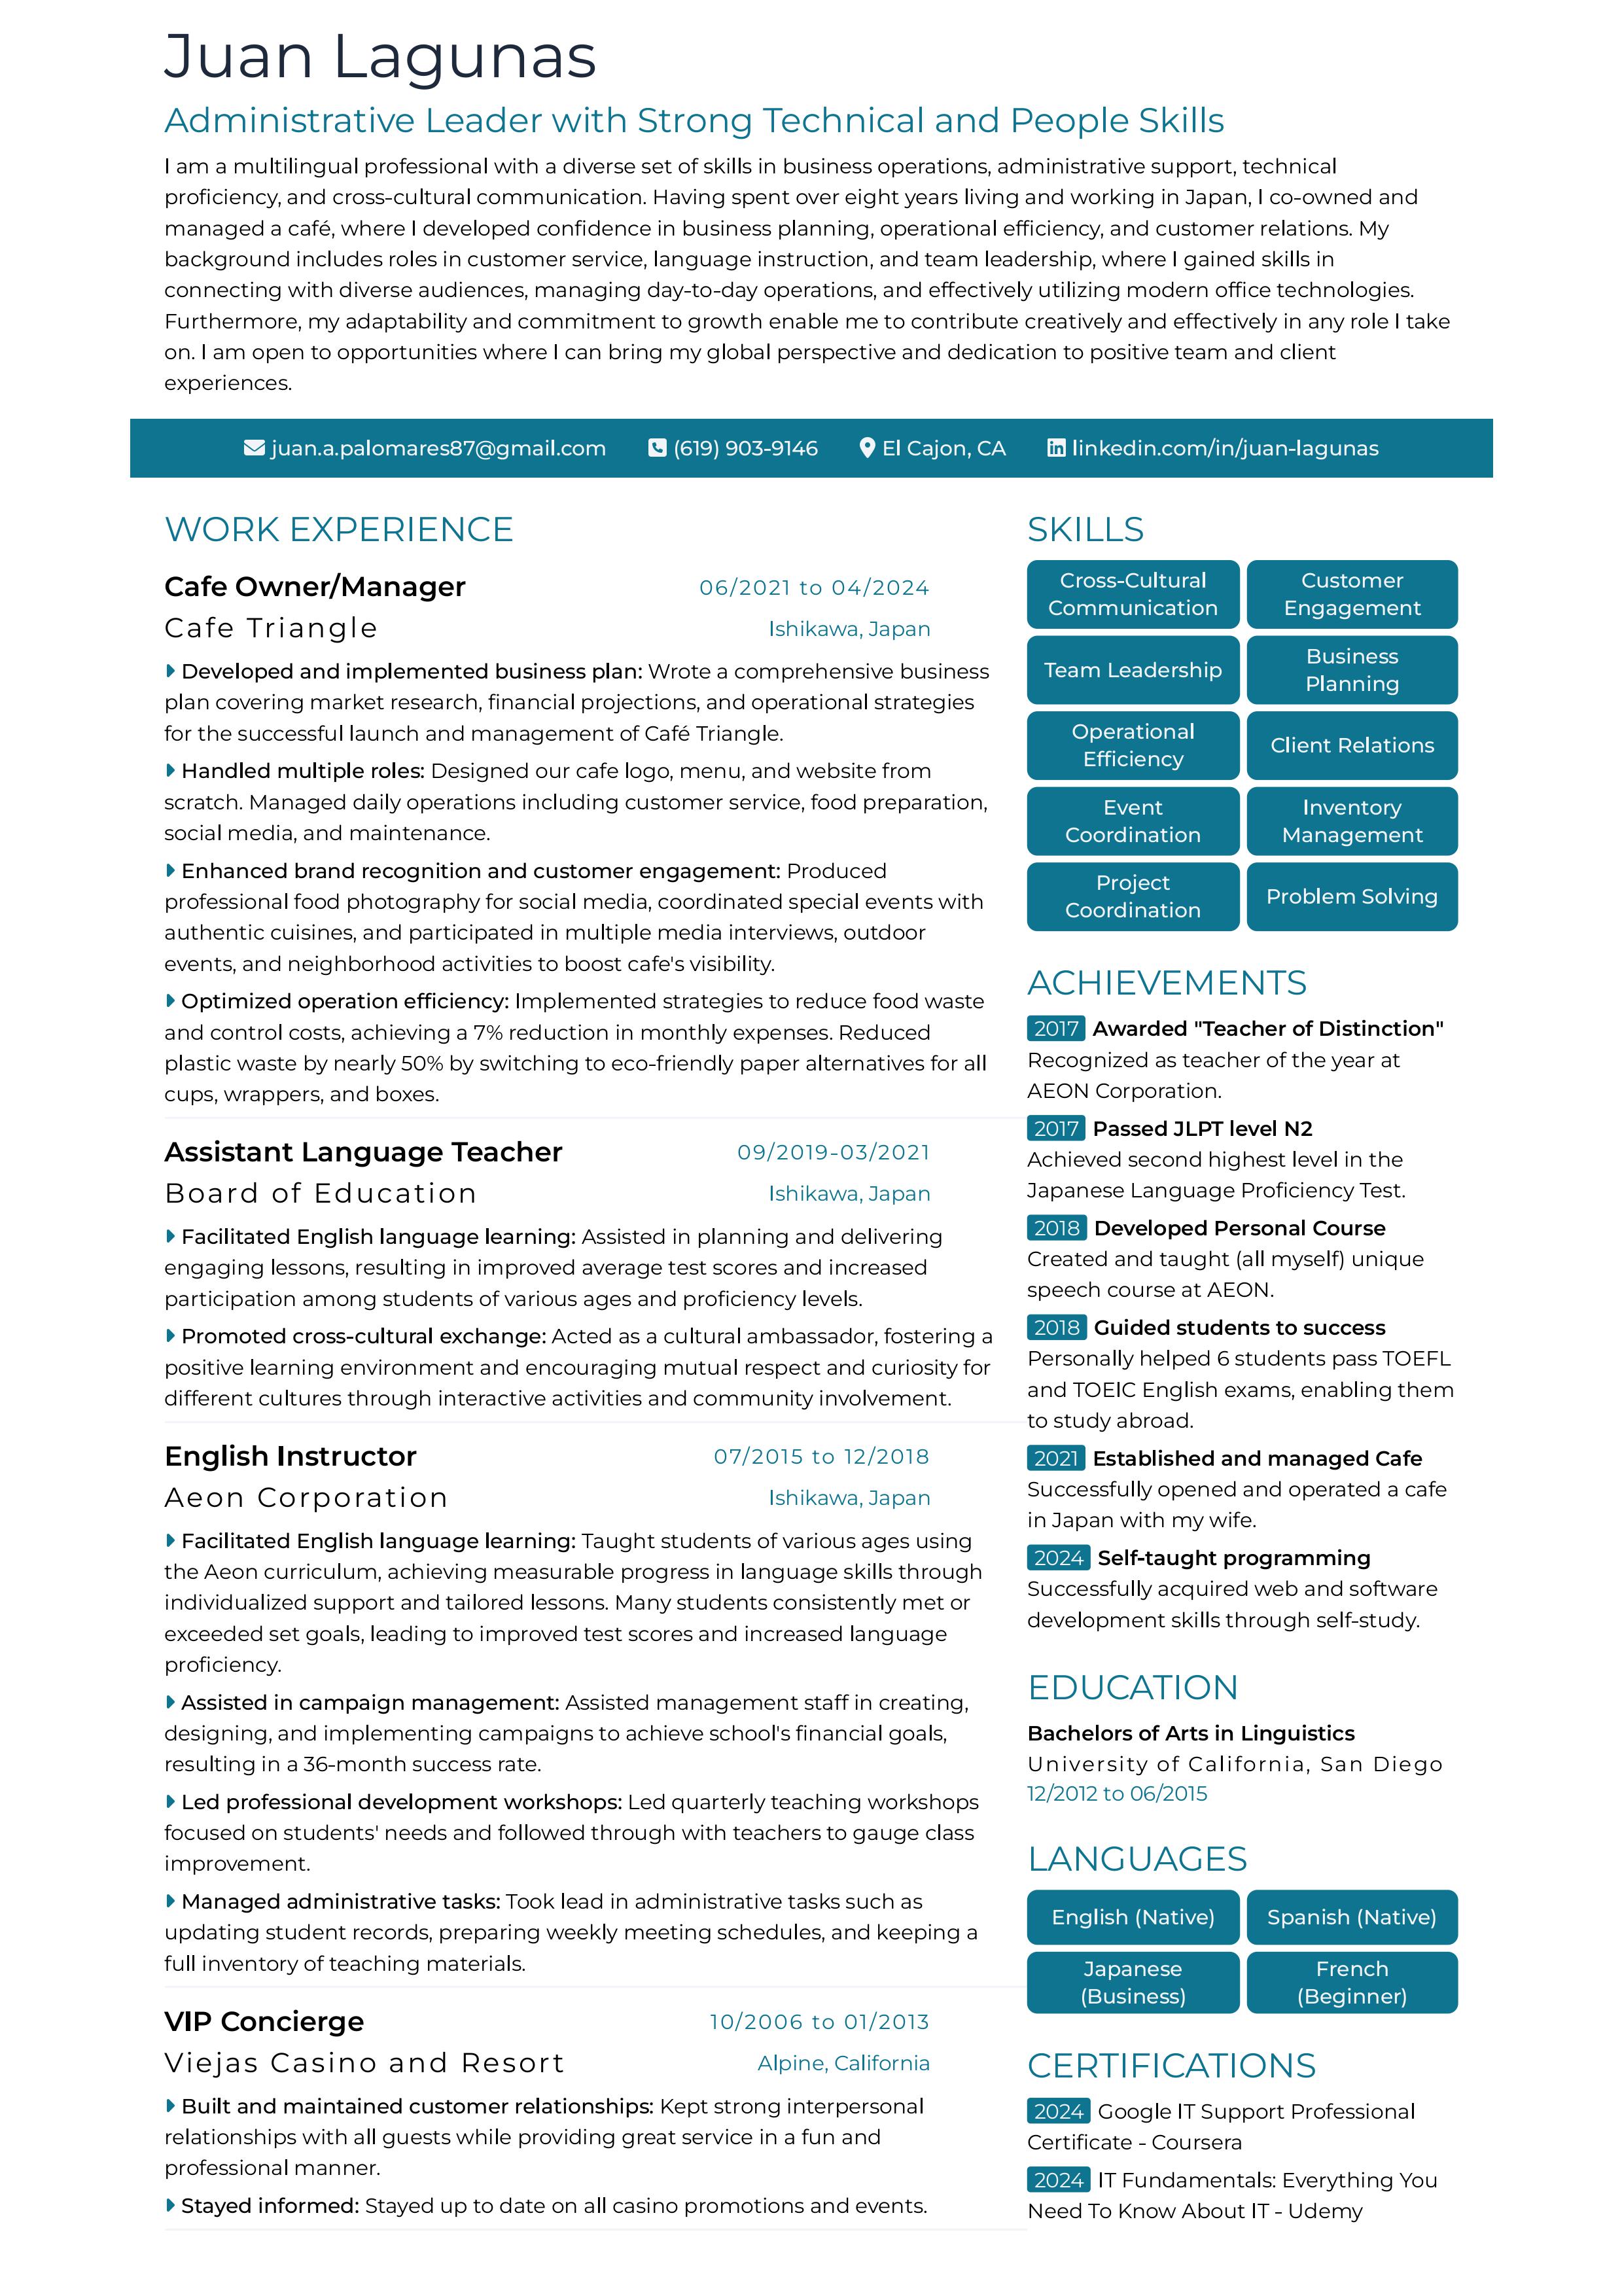 Juan Lagunas
Administrative Leader with Strong Technical and People Skills
I am a multilingual professional with a diverse set of skills in business operations, administrative support, technical
proficiency, and cross-cultural communication. Having spent over eight years living and working in Japan, I co-owned and
managed a café, where I developed confidence in business planning, operational efficiency, and customer relations. My
background includes roles in customer service, language instruction, and team leadership, where I gained skills in
connecting with diverse audiences, managing day-to-day operations, and effectively utilizing modern office technologies.
Furthermore, my adaptability and commitment to growth enable me to contribute creatively and effectively in any role I take
on. I am open to opportunities where I can bring my global perspective and dedication to positive team and client
experiences.
juan.a.palomares87@gmail.com (619) 903-9146 El Cajon, CA linkedin.com/in/juan-lagunas
WORK EXPERIENCE
Cafe Owner/Manager 06/2021 to 04/2024
Cafe Triangle Ishikawa, Japan
Developed and implemented business plan: Wrote a comprehensive business
plan covering market research, financial projections, and operational strategies
for the successful launch and management of Café Triangle.
Handled multiple roles: Designed our cafe logo, menu, and website from
scratch. Managed daily operations including customer service, food preparation,
social media, and maintenance.
Enhanced brand recognition and customer engagement: Produced
professional food photography for social media, coordinated special events with
authentic cuisines, and participated in multiple media interviews, outdoor
events, and neighborhood activities to boost cafe's visibility.
Optimized operation efficiency: Implemented strategies to reduce food waste
and control costs, achieving a 7% reduction in monthly expenses. Reduced
plastic waste by nearly 50% by switching to eco-friendly paper alternatives for all
cups, wrappers, and boxes.
Assistant Language Teacher 09/2019-03/2021
Board of Education Ishikawa, Japan
Facilitated English language learning: Assisted in planning and delivering
engaging lessons, resulting in improved average test scores and increased
participation among students of various ages and proficiency levels.
Promoted cross-cultural exchange: Acted as a cultural ambassador, fostering a
positive learning environment and encouraging mutual respect and curiosity for
different cultures through interactive activities and community involvement.
English Instructor 07/2015 to 12/2018
Aeon Corporation Ishikawa, Japan
Facilitated English language learning: Taught students of various ages using
the Aeon curriculum, achieving measurable progress in language skills through
individualized support and tailored lessons. Many students consistently met or
exceeded set goals, leading to improved test scores and increased language
proficiency.
Assisted in campaign management: Assisted management staff in creating,
designing, and implementing campaigns to achieve school's financial goals,
resulting in a 36-month success rate.
Led professional development workshops: Led quarterly teaching workshops
focused on students' needs and followed through with teachers to gauge class
improvement.
Managed administrative tasks: Took lead in administrative tasks such as
updating student records, preparing weekly meeting schedules, and keeping a
full inventory of teaching materials.
VIP Concierge 10/2006 to 01/2013
Viejas Casino and Resort Alpine, California
Built and maintained customer relationships: Kept strong interpersonal
relationships with all guests while providing great service in a fun and
professional manner.
Stayed informed: Stayed up to date on all casino promotions and events.
SKILLS
Cross-Cultural
Communication
Customer
Engagement
Team Leadership
Business
Planning
Operational
Efficiency
Client Relations
Event
Coordination
Inventory
Management
Project
Coordination
Problem Solving
ACHIEVEMENTS
2017 Awarded "Teacher of Distinction"
Recognized as teacher of the year at
AEON Corporation.
2017 Passed JLPT level N2
Achieved second highest level in the
Japanese Language Proficiency Test.
2018 Developed Personal Course
Created and taught (all myself) unique
speech course at AEON.
2018 Guided students to success
Personally helped 6 students pass TOEFL
and TOEIC English exams, enabling them
to study abroad.
2021 Established and managed Cafe
Successfully opened and operated a cafe
in Japan with my wife.
2024 Self-taught programming
Successfully acquired web and software
development skills through self-study.
EDUCATION
Bachelors of Arts in Linguistics
University of California, San Diego
12/2012 to 06/2015
LANGUAGES
English (Native)
Spanish (Native)
Japanese
(Business)
French
(Beginner)
CERTIFICATIONS
2024 Google IT Support Professional
Certificate - Coursera
2024 IT Fundamentals: Everything You
Need To Know About IT - Udemy